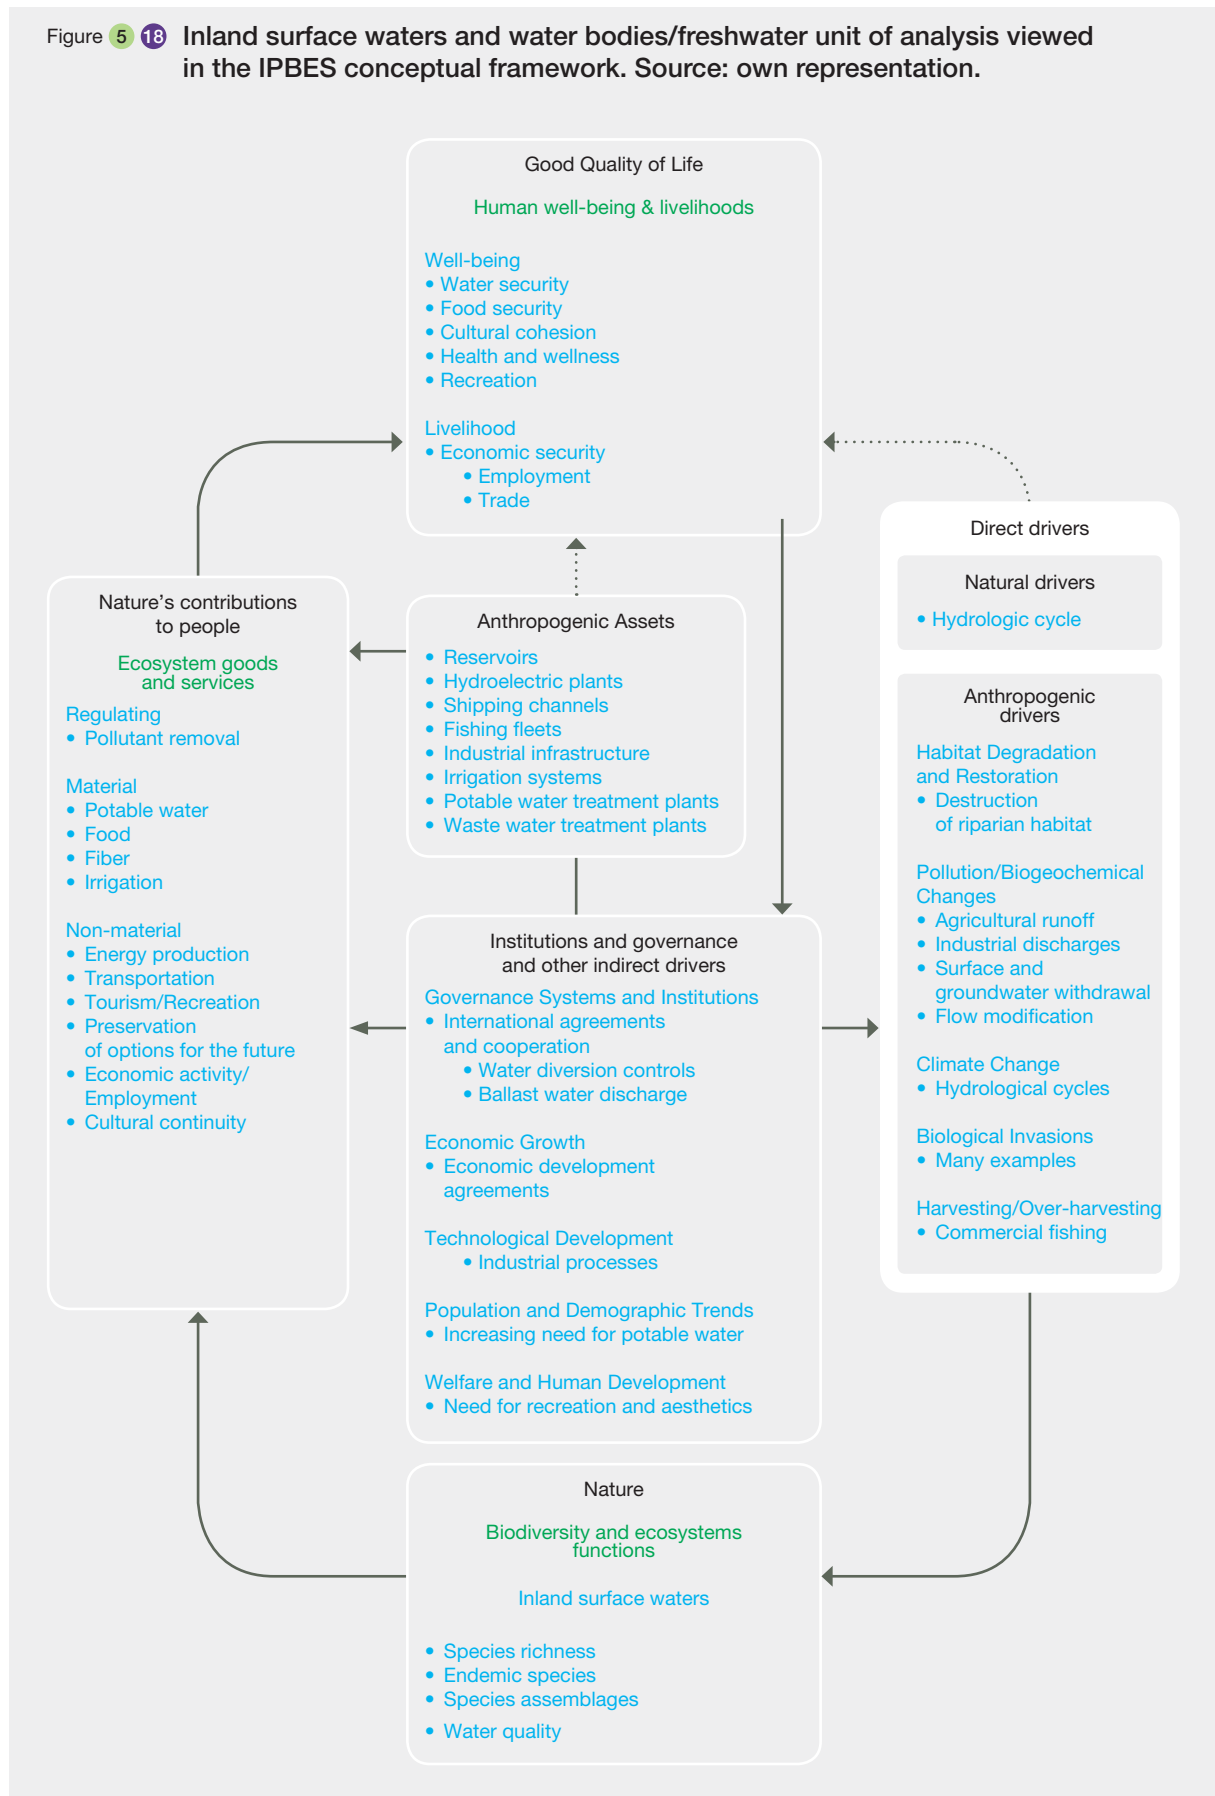 Figure 5 18 Inland surface waters and water bodies/freshwater unit of analysis viewed
in the IPBES conceptual framework. Source: own representation.
Good Quality of Life
Human well-being & livelihoods
Well-being
• Water security
• Food security
• Cultural cohesion
• Health and wellness
• Recreation
Livelihood
• Economic security
• Employment
• Trade
Nature's contributions
to people
Ecosystem goods
and services
Regulating
• Pollutant removal
Material
• Potable water
• Food
• Fiber
• Irrigation
Non-material
• Energy production
• Transportation
• Tourism/Recreation
• Preservation
of options for the future
• Economic activity/
Employment
• Cultural continuity
Anthropogenic Assets
• Reservoirs
• Hydroelectric plants
• Shipping channels
• Fishing fleets
• Industrial infrastructure
• Irrigation systems
• Potable water treatment plants
• Waste water treatment plants
Institutions and governance
and other indirect drivers
Governance Systems and Institutions
• International agreements
and cooperation
• Water diversion controls
• Ballast water discharge
Economic Growth
• Economic development
agreements
Technological Development
• Industrial processes
Population and Demographic Trends
• Increasing need for potable water
Welfare and Human Development
• Need for recreation and aesthetics
Direct drivers
Natural drivers
• Hydrologic cycle
Anthropogenic
drivers
Habitat Degradation
and Restoration
• Destruction
of riparian habitat
Pollution/Biogeochemical
Changes
• Agricultural runoff
• Industrial discharges
• Surface and
groundwater withdrawal
• Flow modification
Climate Change
• Hydrological cycles
Biological Invasions
• Many examples
Harvesting/Over-harvesting
• Commercial fishing
Nature
Biodiversity and ecosystems
functions
Inland surface waters
• Species richness
• Endemic species
• Species assemblages
• Water quality